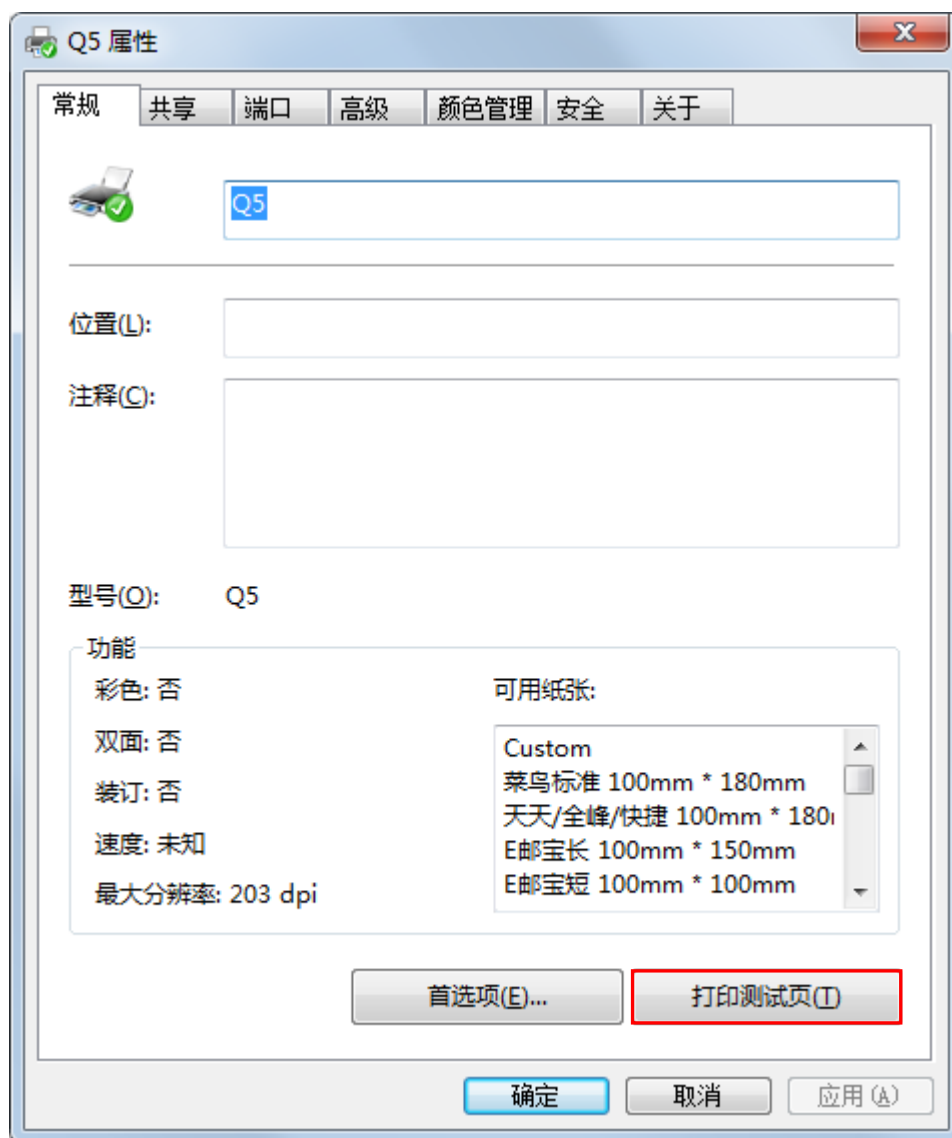 Q5 属性
常规 共享 端口 高级 颜色管理 安全 关于
Q5
位置(L):
注释(C):
型号(O): Q5
功能
彩色: 否
可用纸张:
双面: 否
装订: 否
速度: 未知
最大分辨率: 203 dpi
Custom
菜鸟标准 100mm * 180mm
天天/全峰/快捷 100mm * 180
E邮宝长 100mm * 150mm
E邮宝短 100mm * 100mm
首选项(E)... 打印测试页(T)
确定 取消 应用(A)